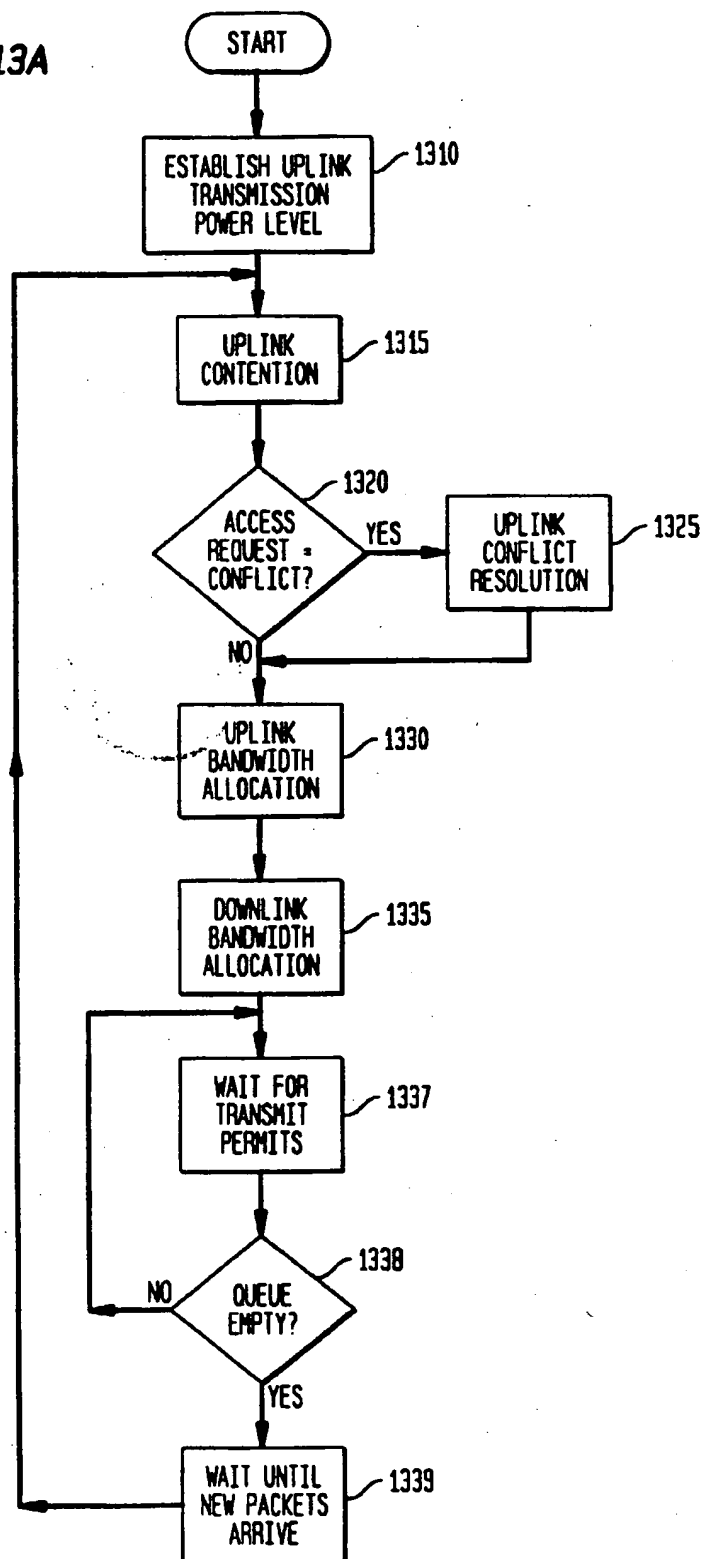 13A
START
ESTABLISH UPLINK
TRANSMISSION
POWER LEVEL
1310
UPLINK
CONTENTION
1315
ACCESS
REQUEST =
CONFLICT?
1320
YES
UPLINK
CONFLICT
RESOLUTION
1325
NO
UPLINK
BANDWIDTH
ALLOCATION
1330
DOWNLINK
BANDWIDTH
ALLOCATION
1335
WAIT FOR
TRANSMIT
PERMITS
1337
QUEUE
EMPTY?
1338
NO
YES
WAIT UNTIL
NEW PACKETS
ARRIVE
1339